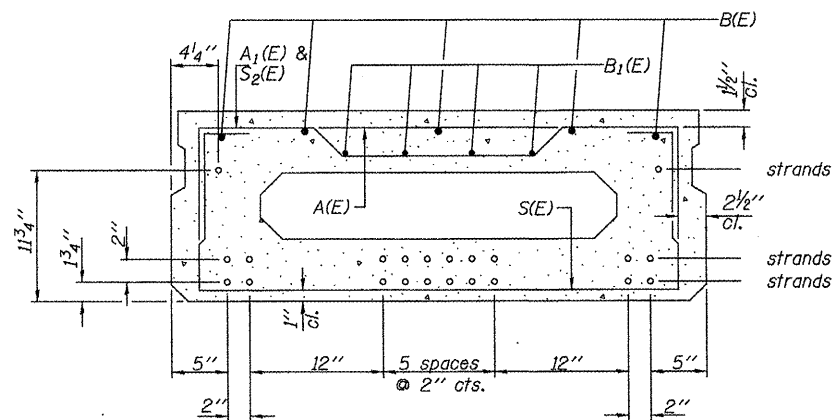 B(E)
4¼"
A₁(E) &
S₂(E)
B₁(E)
1½"
cl.
strands
A(E)
S(E)
2½"
cl.
11¾"
1¾"
2"
strands
strands
1"
cl.
5"
12"
5 spaces
@ 2" cts.
12"
5"
2"
2"